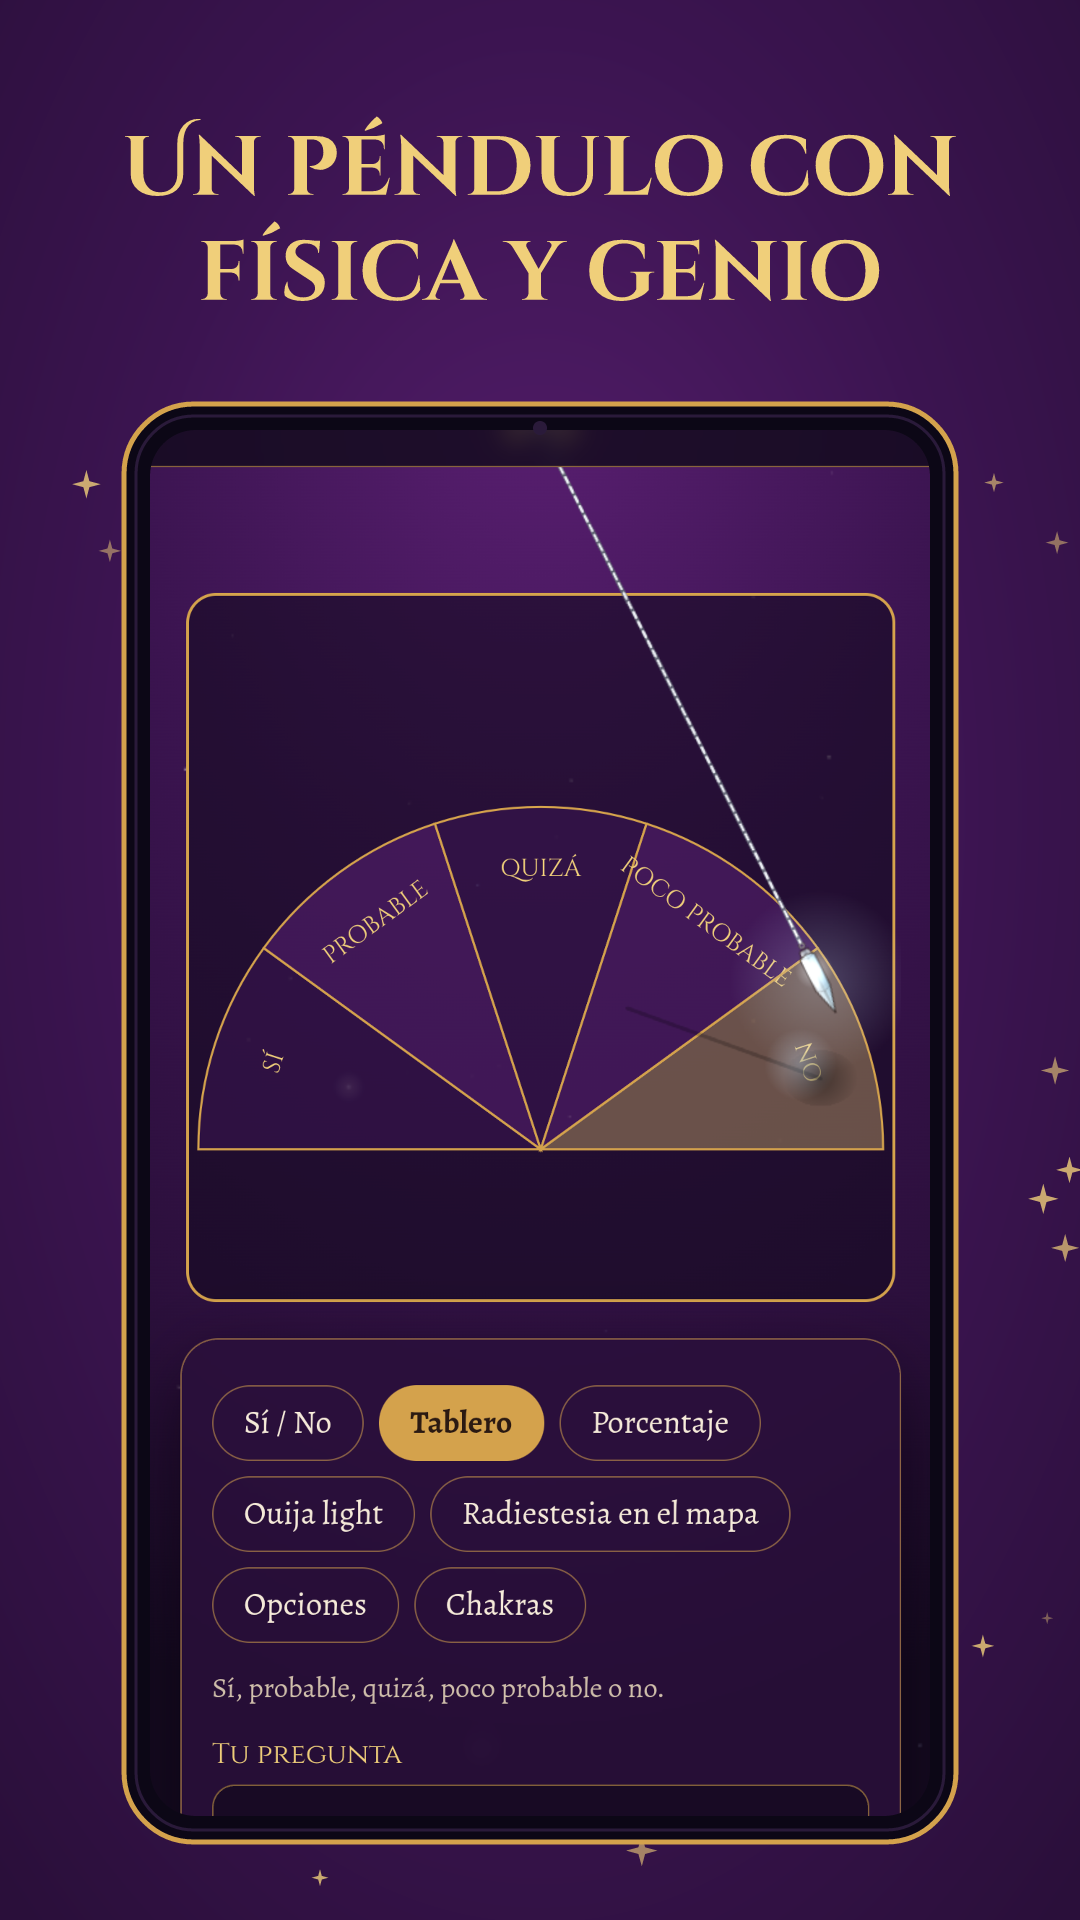 Un péndulo con
física y genio
QUIZÁ
PROBABLE
POCO PROBABLE
SÍ
NO
Sí / No
Tablero
Porcentaje
Ouija light
Radiestesia en el mapa
Opciones
Chakras
Sí, probable, quizá, poco probable o no.
Tu pregunta